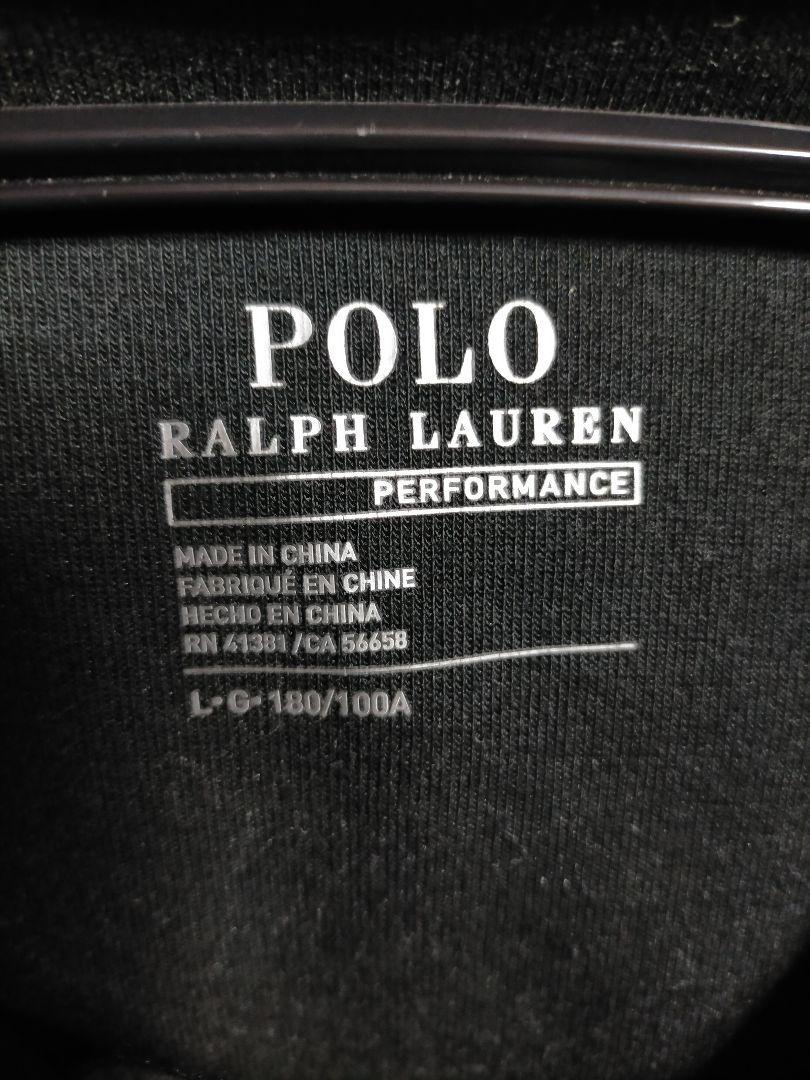 POLO
RALPH LAUREN
PERFORMANCE
MADE IN CHINA
FABRIQUÉ EN CHINE
HECHO EN CHINA
RN 41381 /CA 56658
L•G• 180/100A